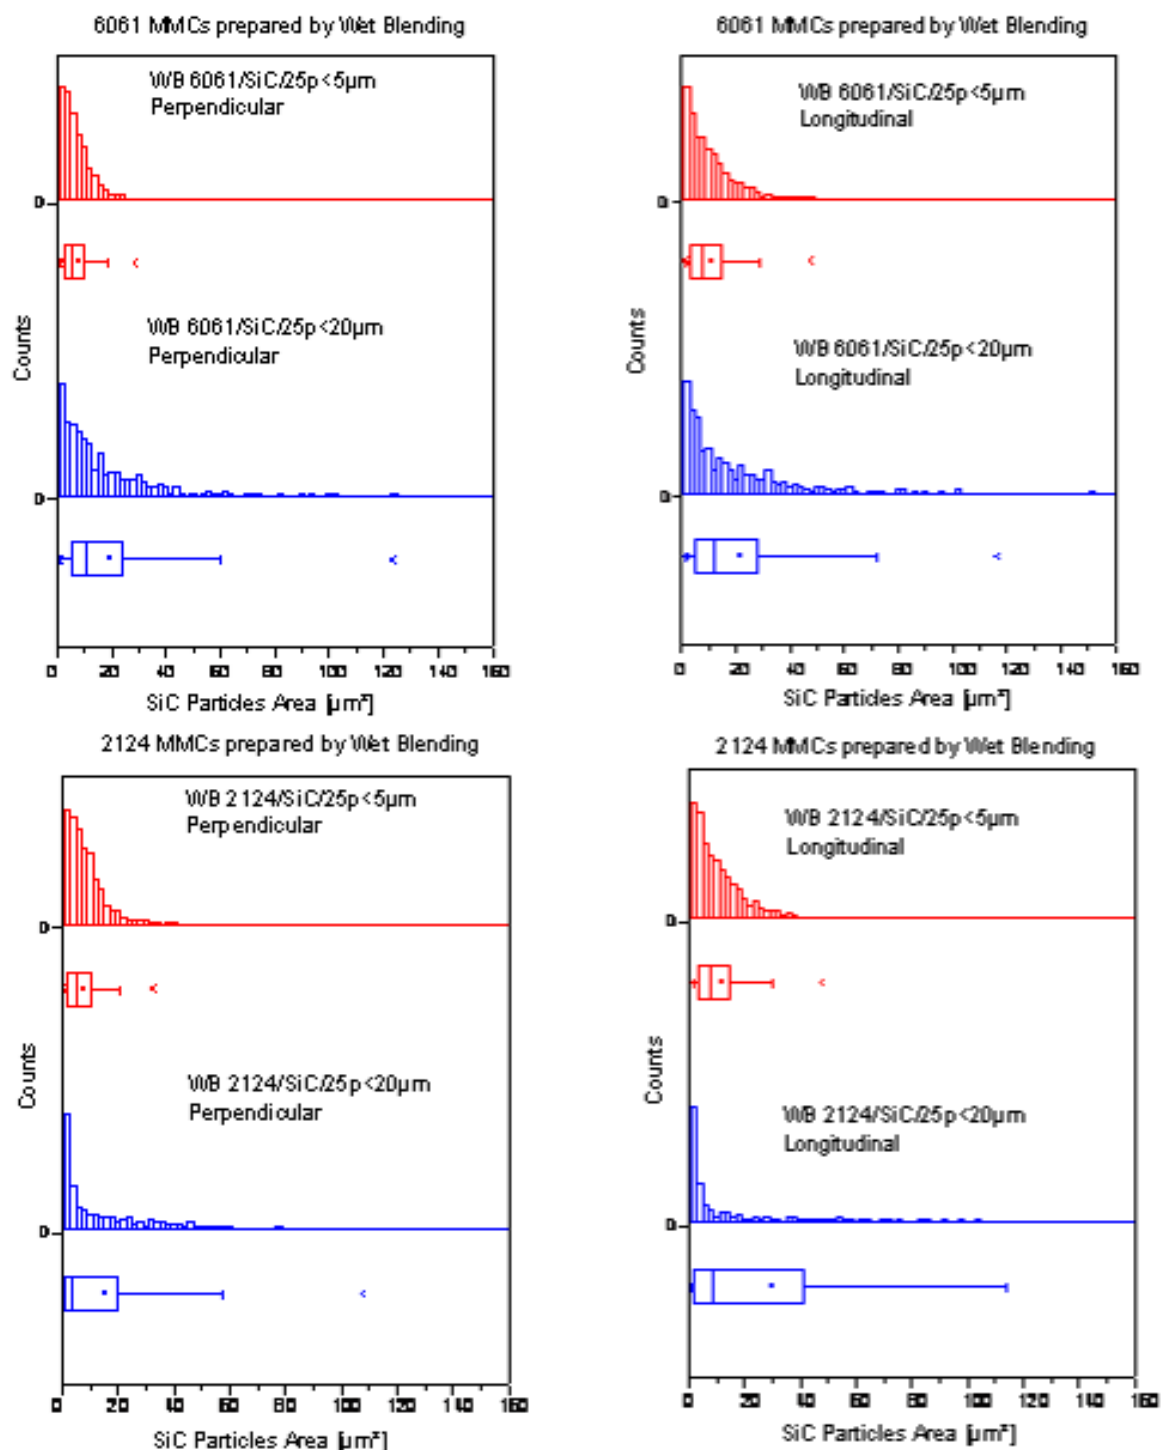 6061 MMCs prepared by Wet Blending
WB 6061/SiC/25p<5µm
Perpendicular
0
WB 6061/SiC/25p<20µm
Perpendicular
Counts
0
0 20 40 60 80 100 120 140 160
SiC Particles Area [µm²]
6061 MMCs prepared by Wet Blending
WB 6061/SiC/25p<5µm
Longitudinal
0
WB 6061/SiC/25p<20µm
Longitudinal
Counts
0
0 20 40 60 80 100 120 140 160
SiC Particles Area [µm²]
2124 MMCs prepared by Wet Blending
WB 2124/SiC/25p<5µm
Perpendicular
0
WB 2124/SiC/25p<20µm
Perpendicular
Counts
0
0 20 40 60 80 100 120 140 160
SiC Particles Area [µm²]
2124 MMCs prepared by Wet Blending
WB 2124/SiC/25p<5µm
Longitudinal
0
WB 2124/SiC/25p<20µm
Longitudinal
Counts
0
0 20 40 60 80 100 120 140 160
SiC Particles Area [µm²]